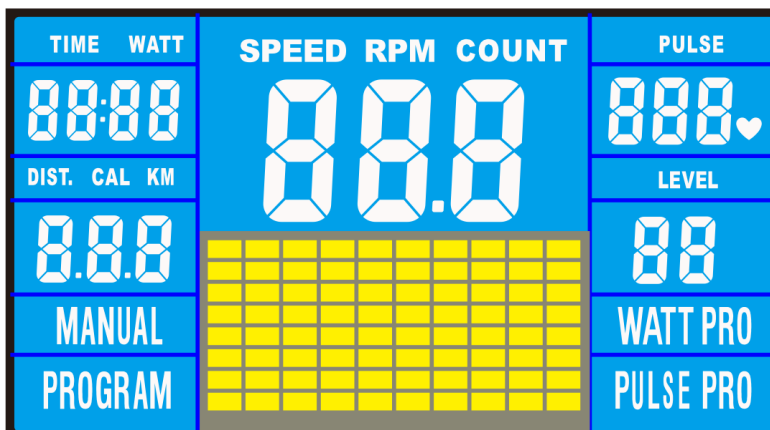 TIME WATT
88:88
DIST. CAL KM
8.8.8
MANUAL
PROGRAM
SPEED RPM COUNT
88.8
PULSE
888
LEVEL
88
WATT PRO
PULSE PRO